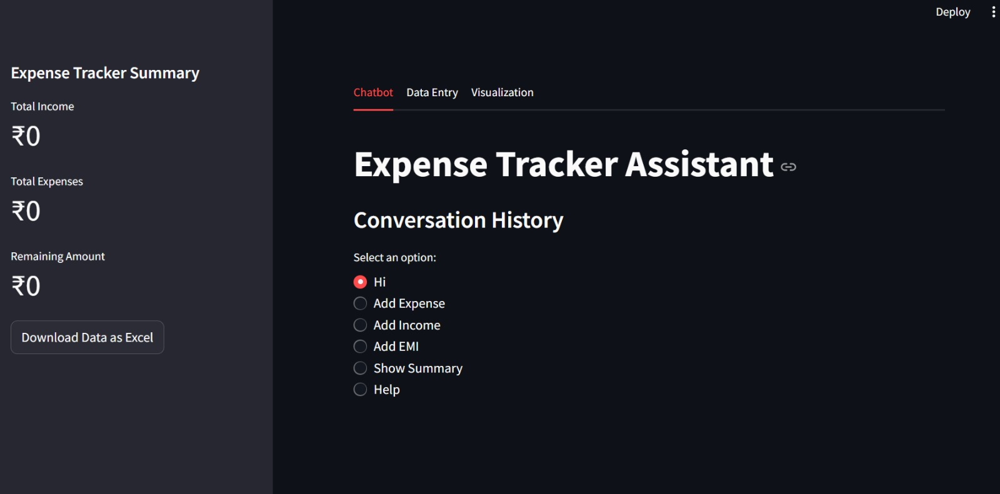 Deploy
Expense Tracker Summary
Total Income
₹0
Total Expenses
₹0
Remaining Amount
₹0
Download Data as Excel
Chatbot Data Entry Visualization
Expense Tracker Assistant
Conversation History
Select an option:
Hi
Add Expense
Add Income
Add EMI
Show Summary
Help